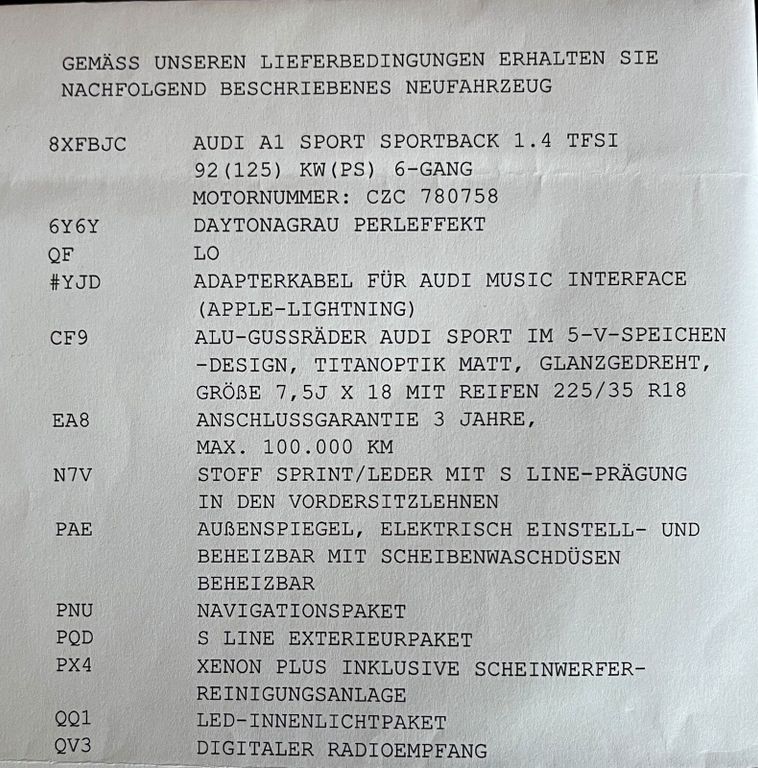 GEMÄSS UNSEREN LIEFERBEDINGUNGEN ERHALTEN SIE
NACHFOLGEND BESCHRIEBENES NEUFAHRZEUG
8XFBJC AUDI A1 SPORT SPORTBACK 1.4 TFSI
92(125) KW(PS) 6-GANG
MOTORNUMMER: CZC 780758
6Y6Y DAYTONAGRAU PERLEFFEKT
QF LO
#YJD ADAPTERKABEL FÜR AUDI MUSIC INTERFACE
(APPLE-LIGHTNING)
CF9 ALU-GUSSRÄDER AUDI SPORT IM 5-V-SPEICHEN
-DESIGN, TITANOPTIK MATT, GLANZGEDREHT,
GRÖßE 7,5J X 18 MIT REIFEN 225/35 R18
EA8 ANSCHLUSSGARANTIE 3 JAHRE,
MAX. 100.000 KM
N7V STOFF SPRINT/LEDER MIT S LINE-PRÄGUNG
IN DEN VORDERSITZLEHNEN
PAE AUßENSPIEGEL, ELEKTRISCH EINSTELL- UND
BEHEIZBAR MIT SCHEIBENWASCHDÜSEN
BEHEIZBAR
PNU NAVIGATIONSPAKET
PQD S LINE EXTERIEURPAKET
PX4 XENON PLUS INKLUSIVE SCHEINWERFER-
REINIGUNGSANLAGE
QQ1 LED-INNENLICHTPAKET
QV3 DIGITALER RADIOEMPFANG